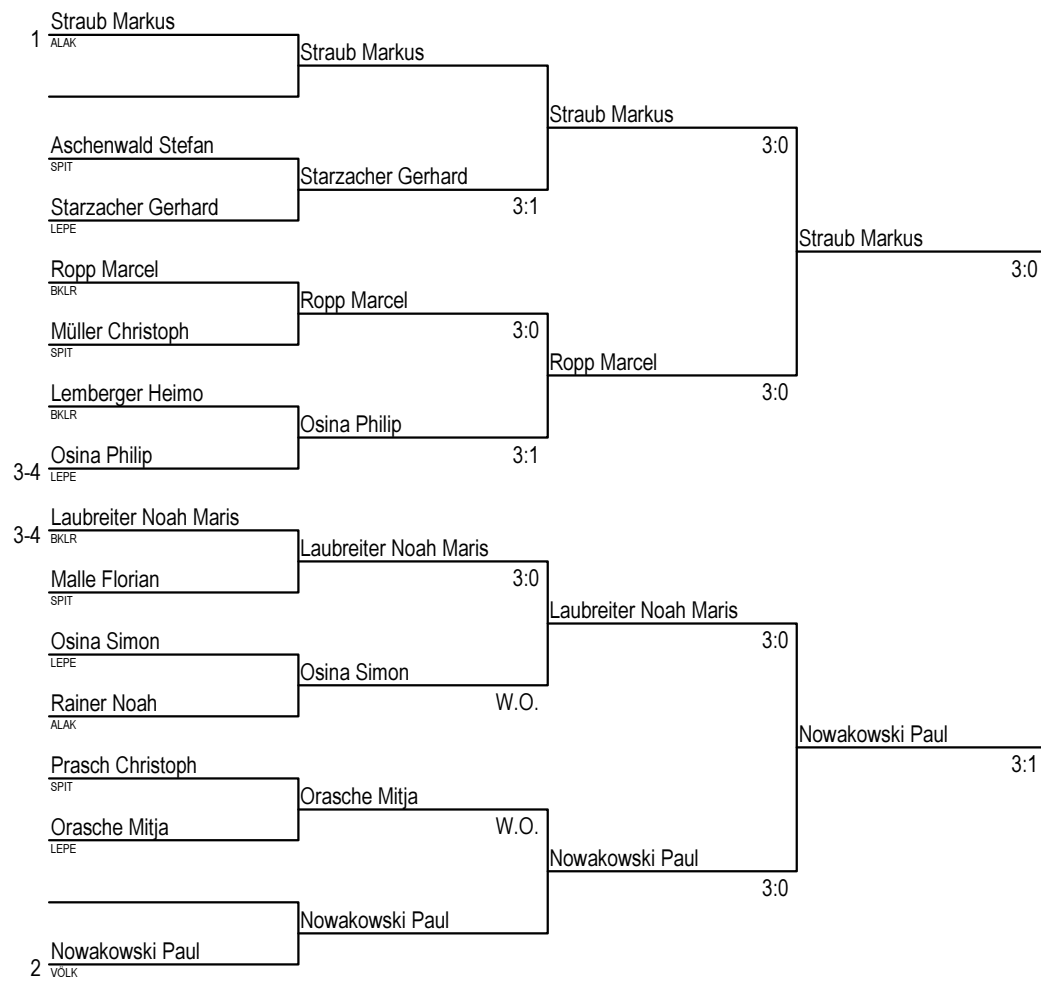 Straub Markus
1 ALAK
Straub Markus
Straub Markus
3:0
Aschenwald Stefan
SPIT
Starzacher Gerhard
3:1
Starzacher Gerhard
LEPE
Straub Markus
3:0
Ropp Marcel
BKLR
Ropp Marcel
3:0
Müller Christoph
SPIT
Ropp Marcel
3:0
Lemberger Heimo
BKLR
Osina Philip
3:1
Osina Philip
3-4 LEPE
Laubreiter Noah Maris
3-4 BKLR
Laubreiter Noah Maris
3:0
Malle Florian
SPIT
Laubreiter Noah Maris
3:0
Osina Simon
LEPE
Osina Simon
W.O.
Rainer Noah
ALAK
Nowakowski Paul
3:1
Prasch Christoph
SPIT
Orasche Mitja
W.O.
Orasche Mitja
LEPE
Nowakowski Paul
3:0
Nowakowski Paul
Nowakowski Paul
2 VÖLK